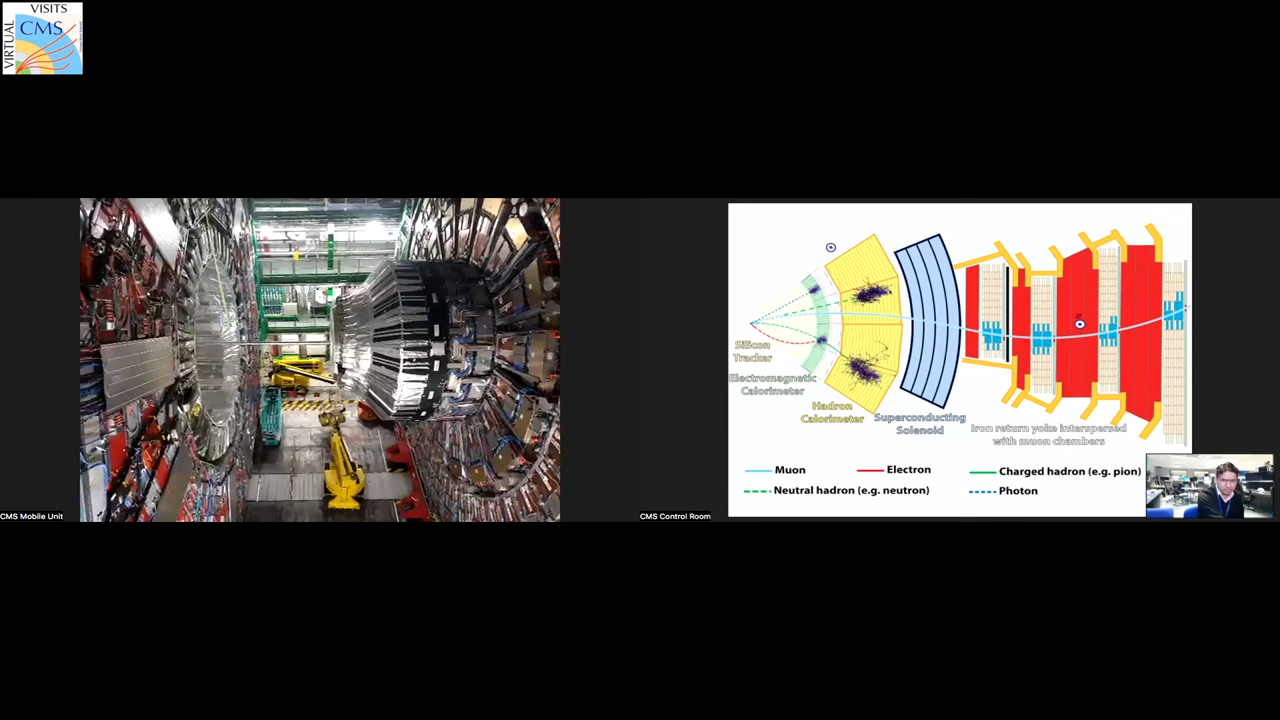 VISITS
CMS
VIRTUAL
Silicon
Tracker
Electromagnetic
Calorimeter
Hadron
Calorimeter
Superconducting
Solenoid
Iron return yoke interspersed
with muon chambers
Muon
Electron
Charged hadron (e.g. pion)
Neutral hadron (e.g. neutron)
Photon
CMS Mobile Unit
CMS Control Room